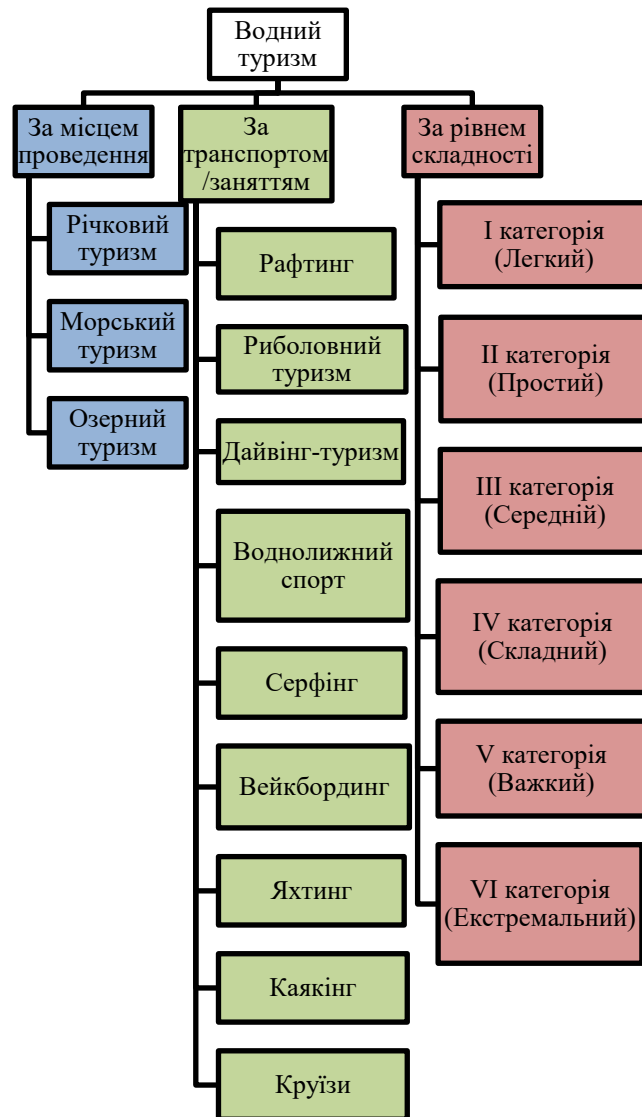 Водний
туризм
За місцем
проведення
Річковий
туризм
Морський
туризм
Озерний
туризм
За
транспортом
/заняттям
Рафтинг
Риболовний
туризм
Дайвінг-туризм
Воднолижний
спорт
Серфінг
Вейкбординг
Яхтинг
Каякінг
Круїзи
За рівнем
складності
І категорія
(Легкий)
ІІ категорія
(Простий)
ІІІ категорія
(Середній)
IV категорія
(Складний)
V категорія
(Важкий)
VI категорія
(Екстремальний)